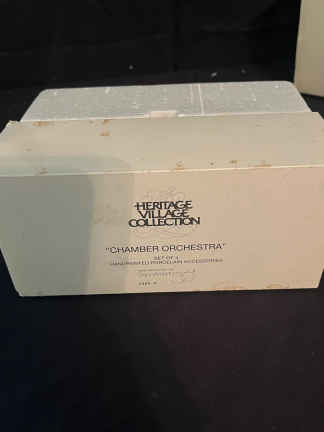 HERITAGE
VILLAGE
COLLECTION
"CHAMBER ORCHESTRA"
SET OF 4
HANDPAINTED PORCELAIN ACCESSORIES